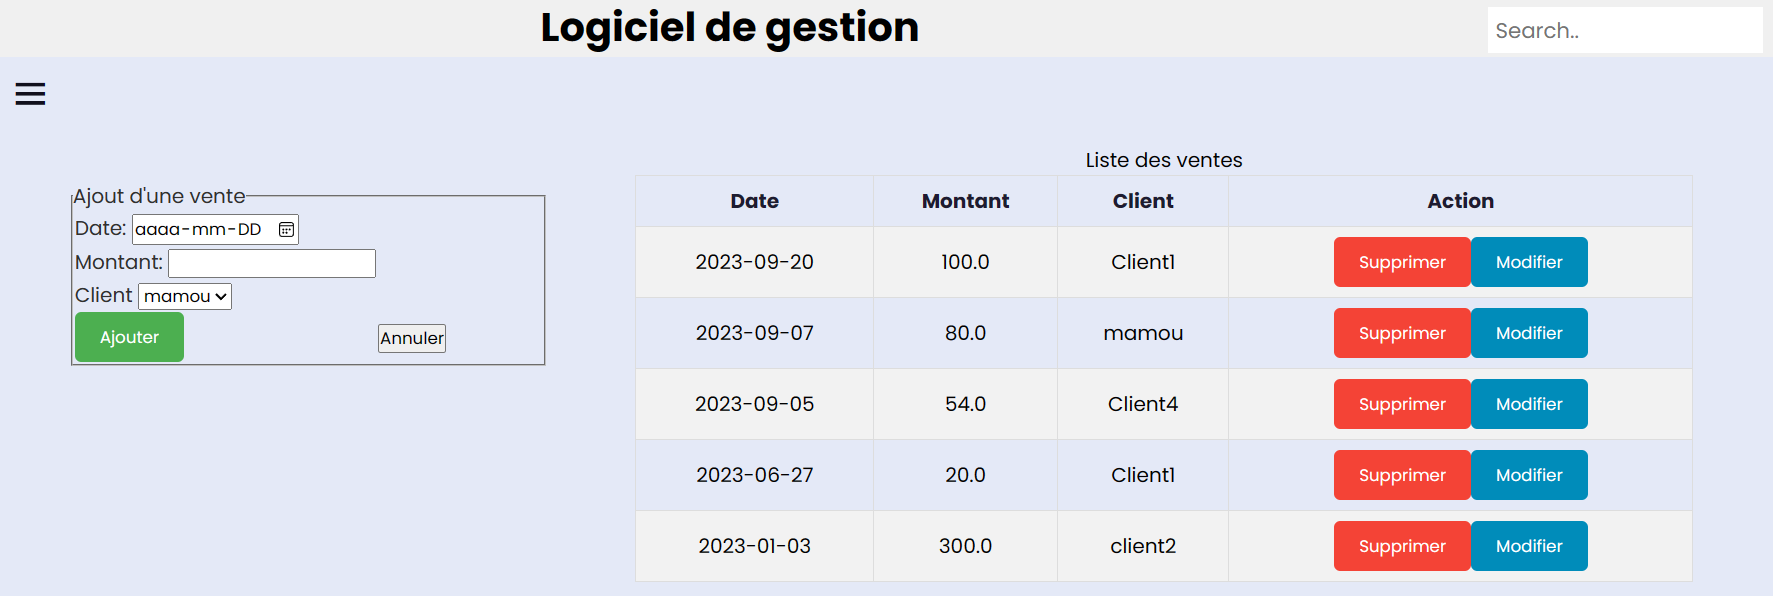 Logiciel de gestion
Search..
Ajout d'une vente
Date: aaaa-mm-DD
Montant:
Client mamou
Ajouter Annuler
Liste des ventes
Date Montant Client Action
2023-09-20 100.0 Client1 Supprimer Modifier
2023-09-07 80.0 mamou Supprimer Modifier
2023-09-05 54.0 Client4 Supprimer Modifier
2023-06-27 20.0 Client1 Supprimer Modifier
2023-01-03 300.0 client2 Supprimer Modifier